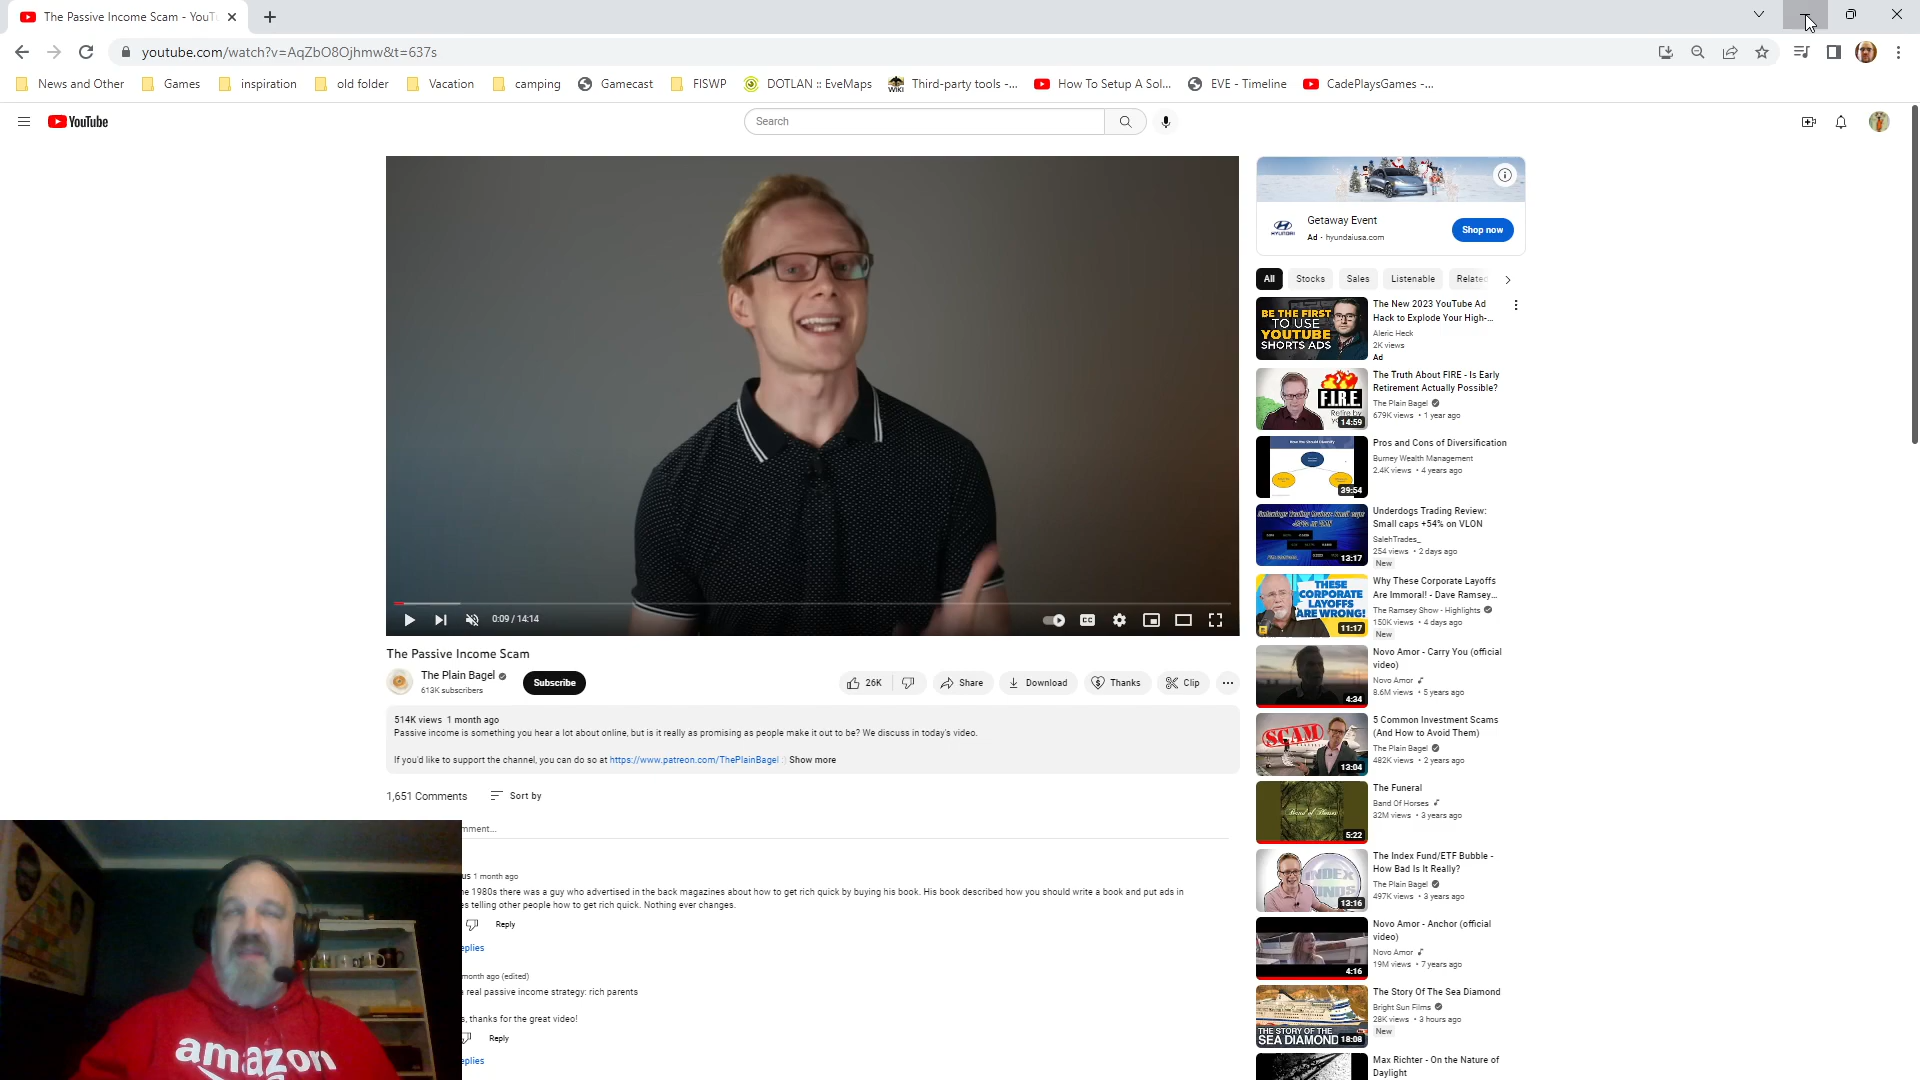 The Passive Income Scam - YouT
youtube.com/watch?v=AqZbO8Ojhmw&t=637s
News and Other
Games
inspiration
old folder
Vacation
camping
Gamecast
FISWP
DOTLAN :: EveMaps
Third-party tools -...
How To Setup A Sol...
EVE - Timeline
CadePlaysGames -...
YouTube
Search
0:09 / 14:14
CC
The Passive Income Scam
The Plain Bagel
613K subscribers
Subscribe
26K
Share
Download
Thanks
Clip
514K views 1 month ago
Passive income is something you hear a lot about online, but is it really as promising as people make it out to be? We discuss in today's video.
If you'd like to support the channel, you can do so at https://www.patreon.com/ThePlainBagel
Show more
1,651 Comments
Sort by
mment...
us 1 month ago
e 1980s there was a guy who advertised in the back magazines about how to get rich quick by buying his book. His book described how you should write a book and put ads in
s telling other people how to get rich quick. Nothing ever changes.
Reply
eplies
month ago (edited)
real passive income strategy: rich parents
s, thanks for the great video!
Reply
eplies
amazon
HYUNDAI
Getaway Event
Ad · hyundaiusa.com
Shop now
All
Stocks
Sales
Listenable
Related
BE THE FIRST
TO USE
YOUTUBE
SHORTS ADS
The New 2023 YouTube Ad
Hack to Explode Your High-...
Aleric Heck
2K views
Ad
F.I.R.E.
Retire by
14:59
The Truth About FIRE - Is Early
Retirement Actually Possible?
The Plain Bagel
679K views • 1 year ago
39:54
Pros and Cons of Diversification
Burney Wealth Management
2.4K views • 4 years ago
13:17
Underdogs Trading Review:
Small caps +54% on VLON
SalehTrades_
254 views • 2 days ago
New
THESE
CORPORATE
LAYOFFS
ARE WRONG!
11:17
Why These Corporate Layoffs
Are Immoral! - Dave Ramsey...
The Ramsey Show - Highlights
150K views • 4 days ago
New
4:34
Novo Amor - Carry You (official
video)
Novo Amor
8.6M views • 5 years ago
SCAM
13:04
5 Common Investment Scams
(And How to Avoid Them)
The Plain Bagel
482K views • 2 years ago
Band of Horses
5:22
The Funeral
Band Of Horses
32M views • 3 years ago
INDEX
FUNDS
13:16
The Index Fund/ETF Bubble -
How Bad Is It Really?
The Plain Bagel
497K views • 3 years ago
4:16
Novo Amor - Anchor (official
video)
Novo Amor
19M views • 7 years ago
THE STORY OF THE
SEA DIAMOND
18:08
The Story Of The Sea Diamond
Bright Sun Films
28K views • 3 hours ago
New
Max Richter - On the Nature of
Daylight